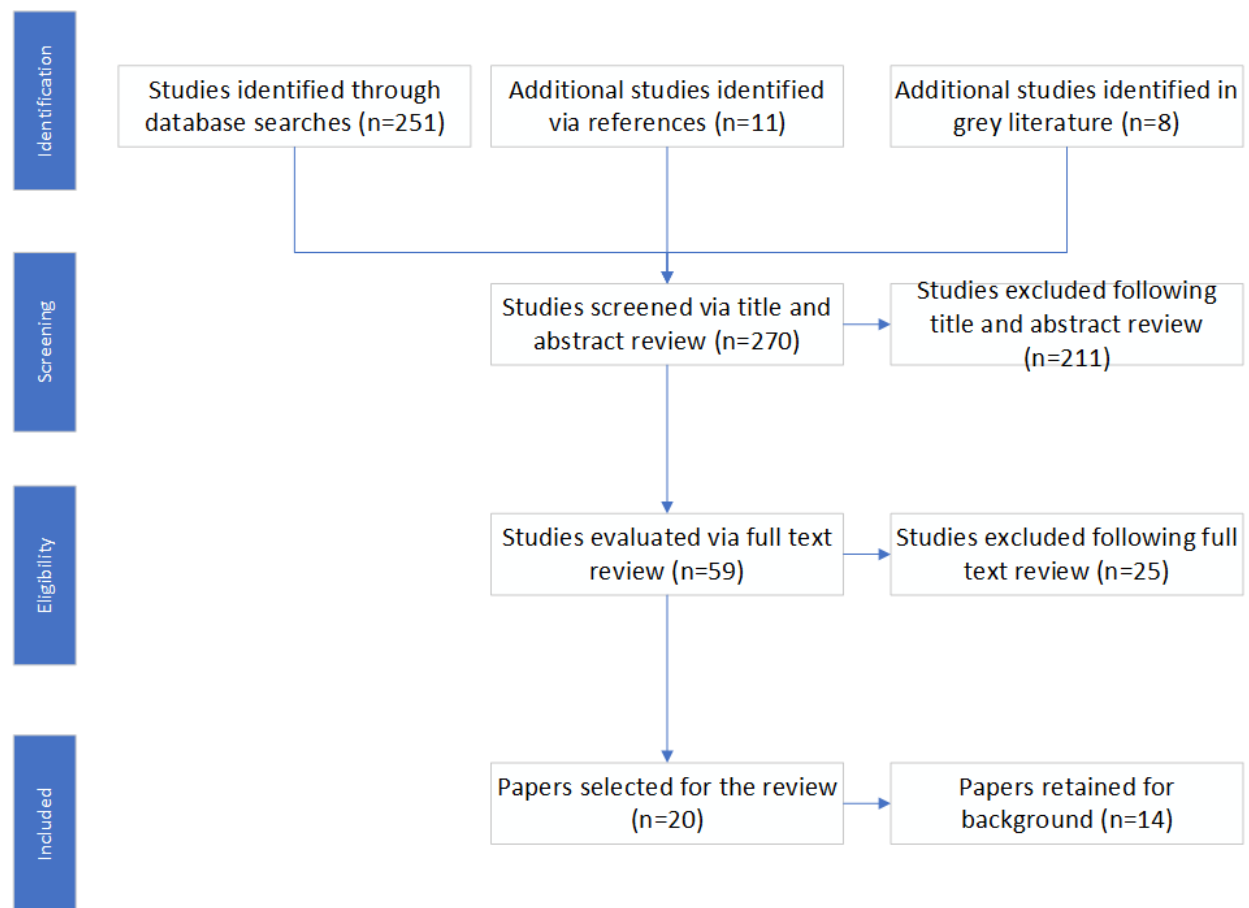 Identification
Studies identified through
database searches (n=251)
Additional studies identified
via references (n=11)
Additional studies identified in
grey literature (n=8)
Screening
Studies screened via title and
abstract review (n=270)
Studies excluded following
title and abstract review
(n=211)
Eligibility
Studies evaluated via full text
review (n=59)
Studies excluded following full
text review (n=25)
Included
Papers selected for the review
(n=20)
Papers retained for
background (n=14)